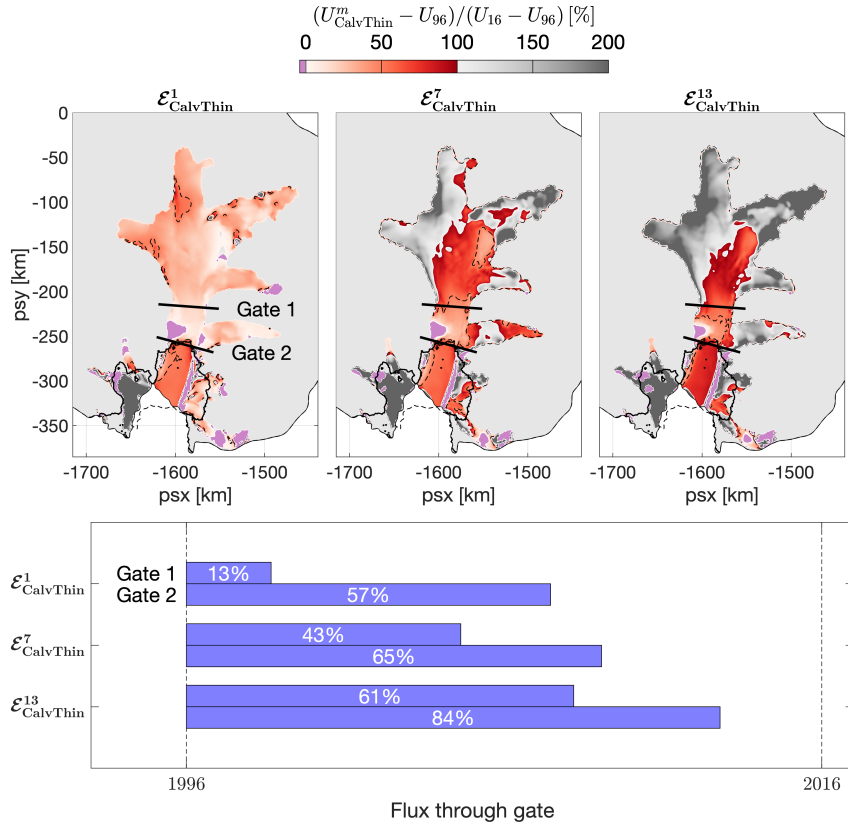 (U^m_CalvThin − U_96)/(U_16 − U_96) [%]
0 50 100 150 200
ℰ^1_CalvThin ℰ^7_CalvThin ℰ^13_CalvThin
0
-50
-100
-150
-200
-250
-300
-350
psy [km]
Gate 1
Gate 2
-1700 -1600 -1500 -1700 -1600 -1500 -1700 -1600 -1500
psx [km] psx [km] psx [km]
ℰ^1_CalvThin
Gate 1 13%
Gate 2 57%
ℰ^7_CalvThin
43%
65%
ℰ^13_CalvThin
61%
84%
1996 2016
Flux through gate